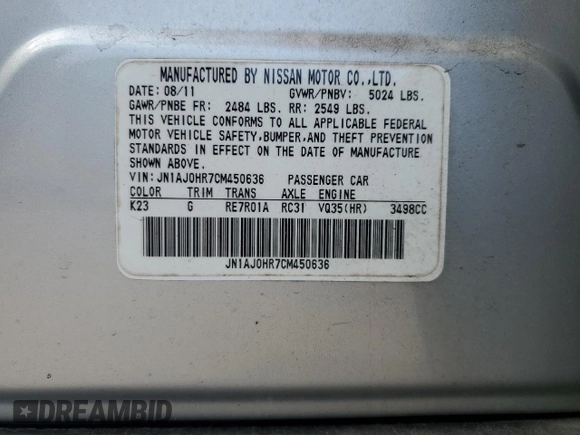 MANUFACTURED BY NISSAN MOTOR CO.,LTD.
DATE: 08/11 GVWR/PNBV: 5024 LBS.
GAWR/PNBE FR: 2484 LBS. RR: 2549 LBS.
THIS VEHICLE CONFORMS TO ALL APPLICABLE FEDERAL
MOTOR VEHICLE SAFETY,BUMPER,AND THEFT PREVENTION
STANDARDS IN EFFECT ON THE DATE OF MANUFACTURE
SHOWN ABOVE.
VIN: JN1AJ0HR7CM450636 PASSENGER CAR
COLOR TRIM TRANS AXLE ENGINE
K23 G RE7R01A RC31 VQ35(HR) 3498CC
JN1AJ0HR7CM450636
DREAMBID